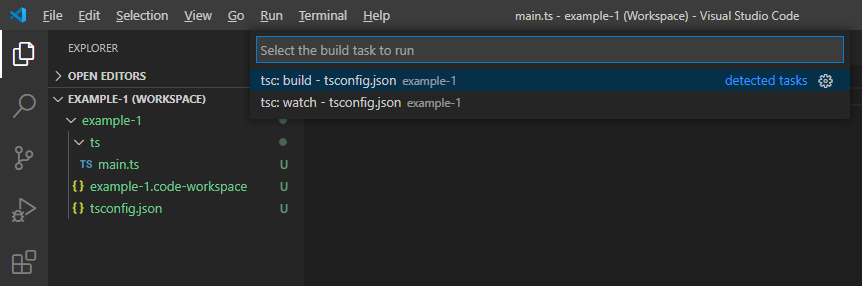 File Edit Selection View Go Run Terminal Help main.ts - example-1 (Workspace) - Visual Studio Code
EXPLORER
Select the build task to run
OPEN EDITORS
tsc: build - tsconfig.json example-1 detected tasks
EXAMPLE-1 (WORKSPACE)
tsc: watch - tsconfig.json example-1
example-1
ts
TS main.ts U
{} example-1.code-workspace U
{} tsconfig.json U